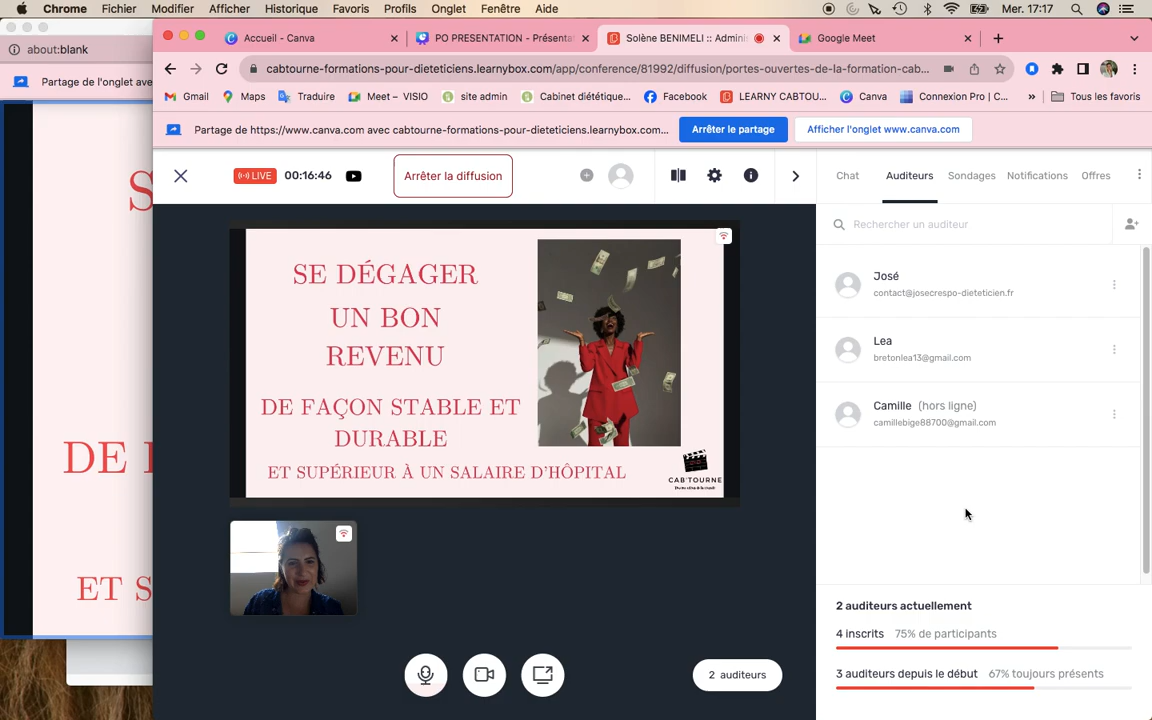 Chrome Fichier Modifier Afficher Historique Favoris Profils Onglet Fenêtre Aide Mer. 17:17
about:blank
Partage de l'onglet ave
Accueil - Canva
PO PRESENTATION - Présenta
Solène BENIMELI :: Admini
Google Meet
cabtourne-formations-pour-dieteticiens.learnybox.com/app/conference/81992/diffusion/portes-ouvertes-de-la-formation-cab...
Gmail Maps Traduire Meet – VISIO site admin Cabinet diététique... Facebook LEARNY CABTOU... Canva Connexion Pro | C... » Tous les favoris
Partage de https://www.canva.com avec cabtourne-formations-pour-dieteticiens.learnybox.com...
Arrêter le partage
Afficher l'onglet www.canva.com
LIVE 00:16:46
Arrêter la diffusion
Chat Auditeurs Sondages Notifications Offres
Rechercher un auditeur
S
DE
ET S
SE DÉGAGER
UN BON
REVENU
DE FAÇON STABLE ET
DURABLE
ET SUPÉRIEUR À UN SALAIRE D'HÔPITAL
CAB'TOURNE
José
contact@josecrespo-dieteticien.fr
Lea
bretonlea13@gmail.com
Camille (hors ligne)
camillebige88700@gmail.com
2 auditeurs actuellement
4 inscrits 75% de participants
3 auditeurs depuis le début 67% toujours présents
2 auditeurs